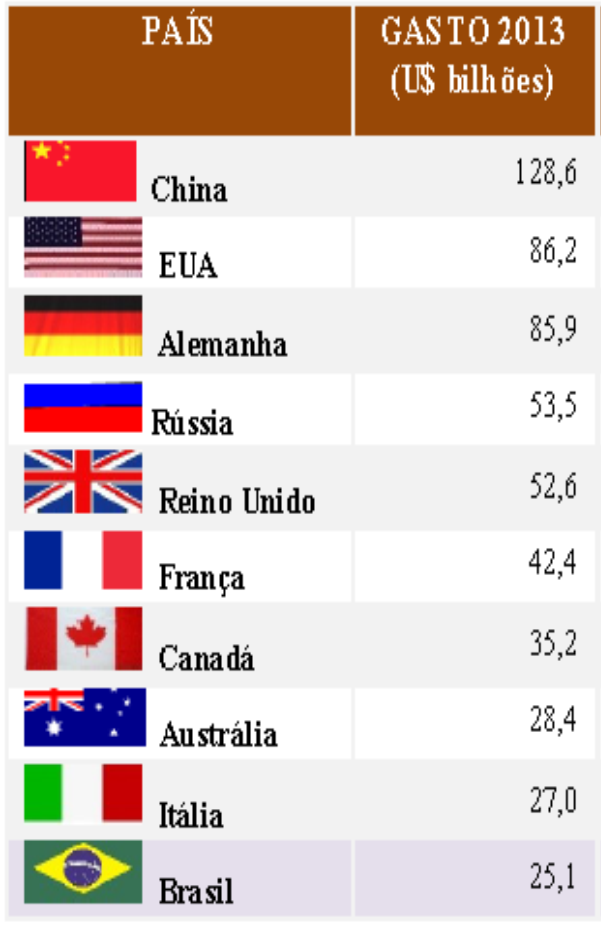 PAÍS GASTO 2013
(U$ bilhões)
China 128,6
EUA 86,2
Alemanha 85,9
Rússia 53,5
Reino Unido 52,6
França 42,4
Canadá 35,2
Austrália 28,4
Itália 27,0
Brasil 25,1